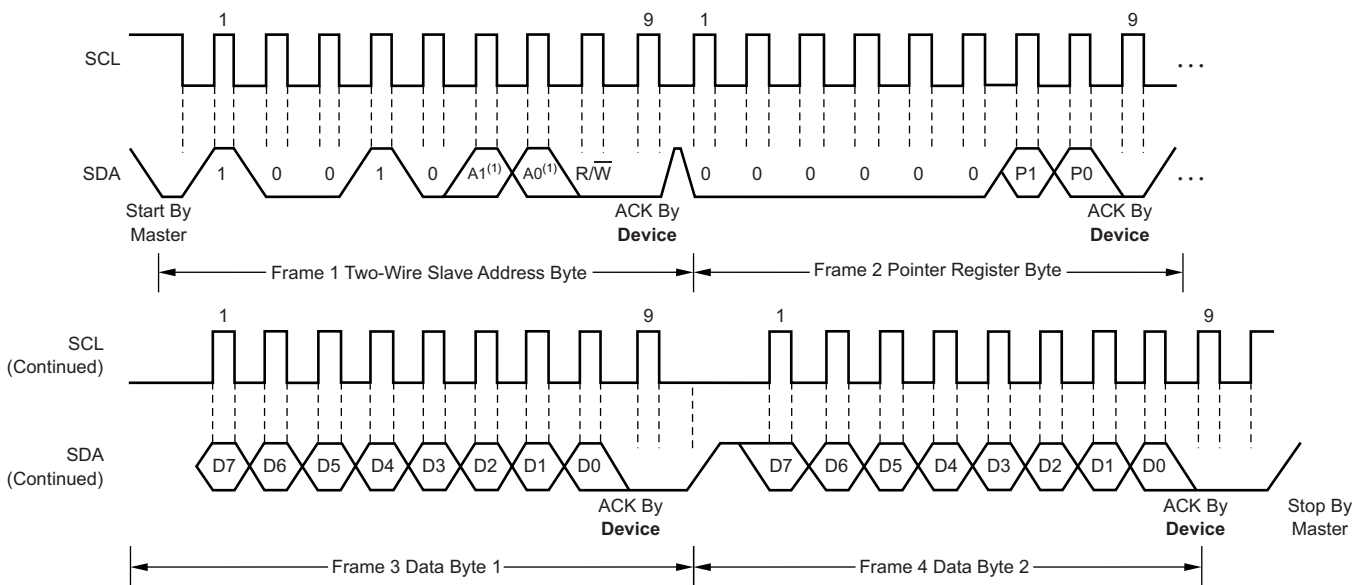 1 9 1 9
SCL ...
SDA 1 0 0 1 0 A1(1) A0(1) R/W̅ 0 0 0 0 0 0 P1 P0 ...
Start By Master
ACK By Device
ACK By Device
Frame 1 Two-Wire Slave Address Byte
Frame 2 Pointer Register Byte
1 9 1 9
SCL (Continued)
SDA (Continued)
D7 D6 D5 D4 D3 D2 D1 D0 D7 D6 D5 D4 D3 D2 D1 D0
ACK By Device
ACK By Device
Stop By Master
Frame 3 Data Byte 1
Frame 4 Data Byte 2